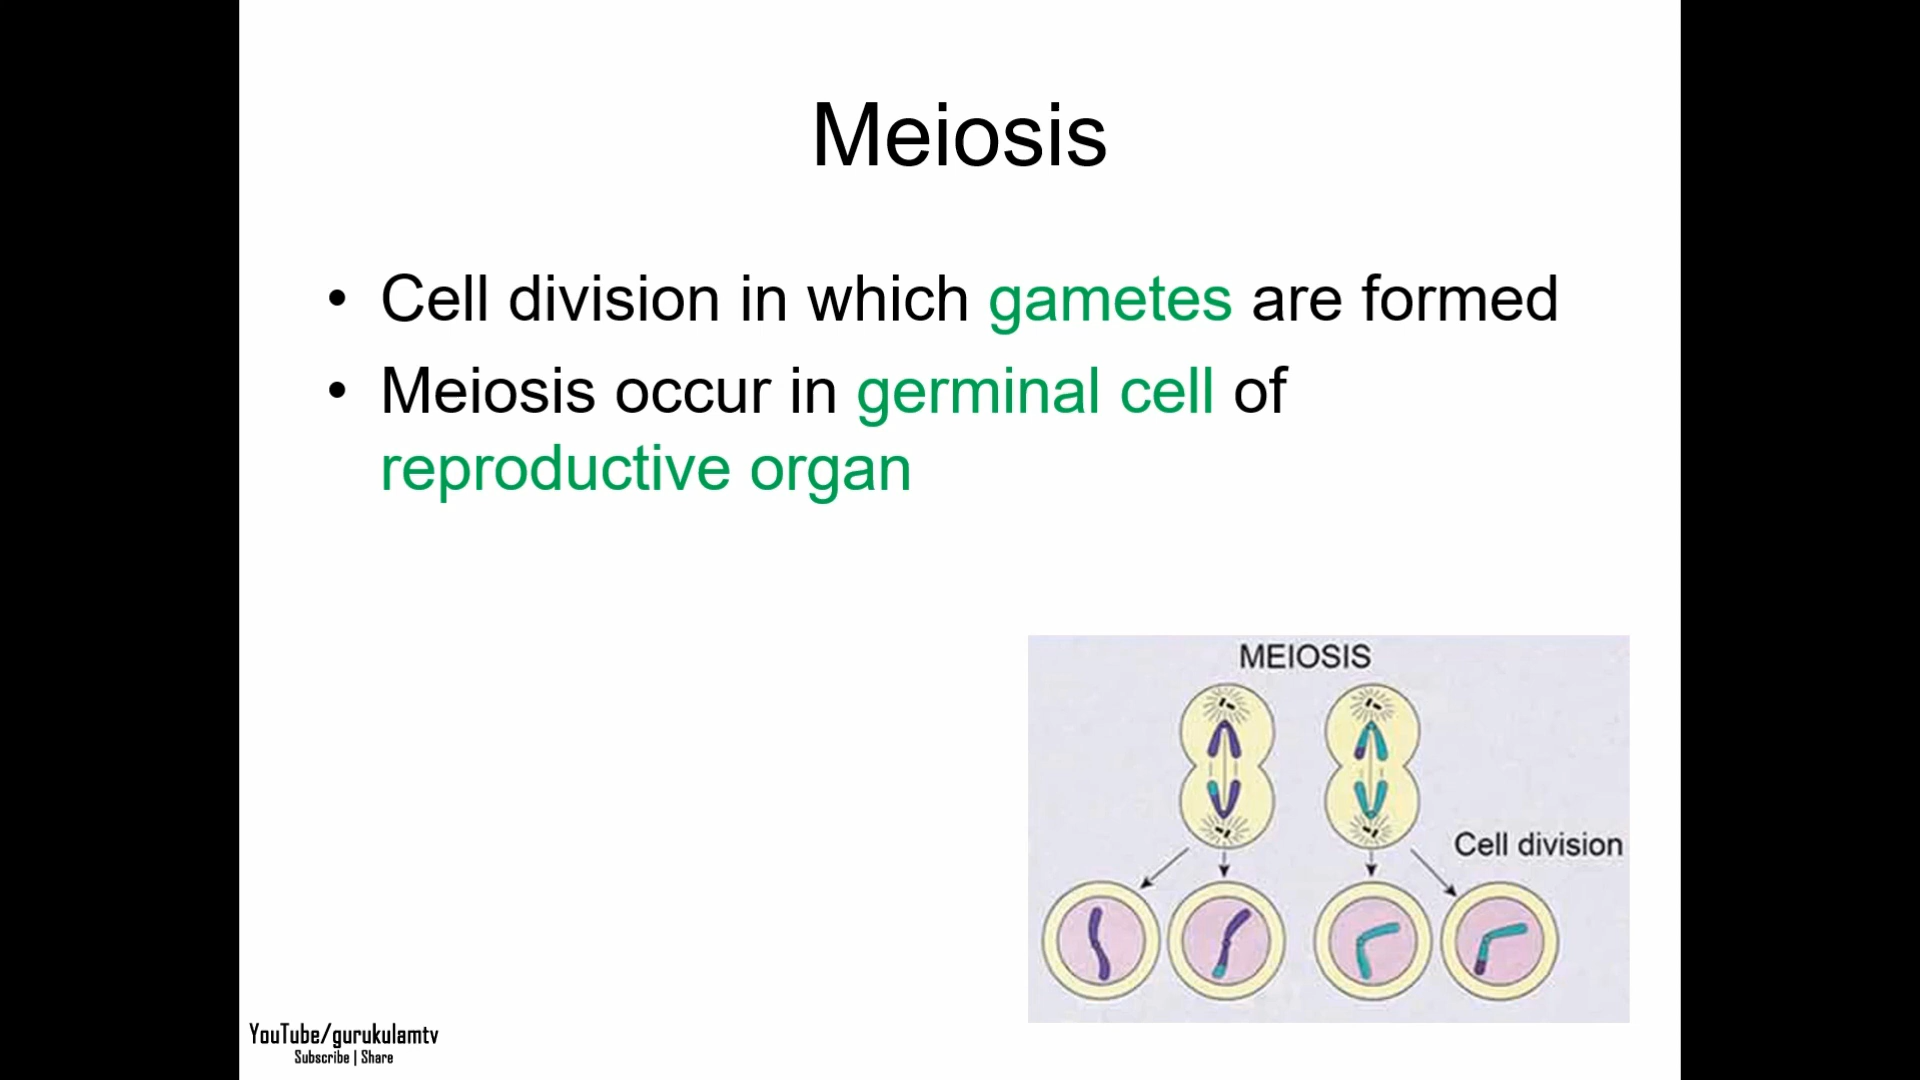 Meiosis
• Cell division in which gametes are formed
• Meiosis occur in germinal cell of
reproductive organ
MEIOSIS
Cell division
YouTube/gurukulamtv
Subscribe | Share